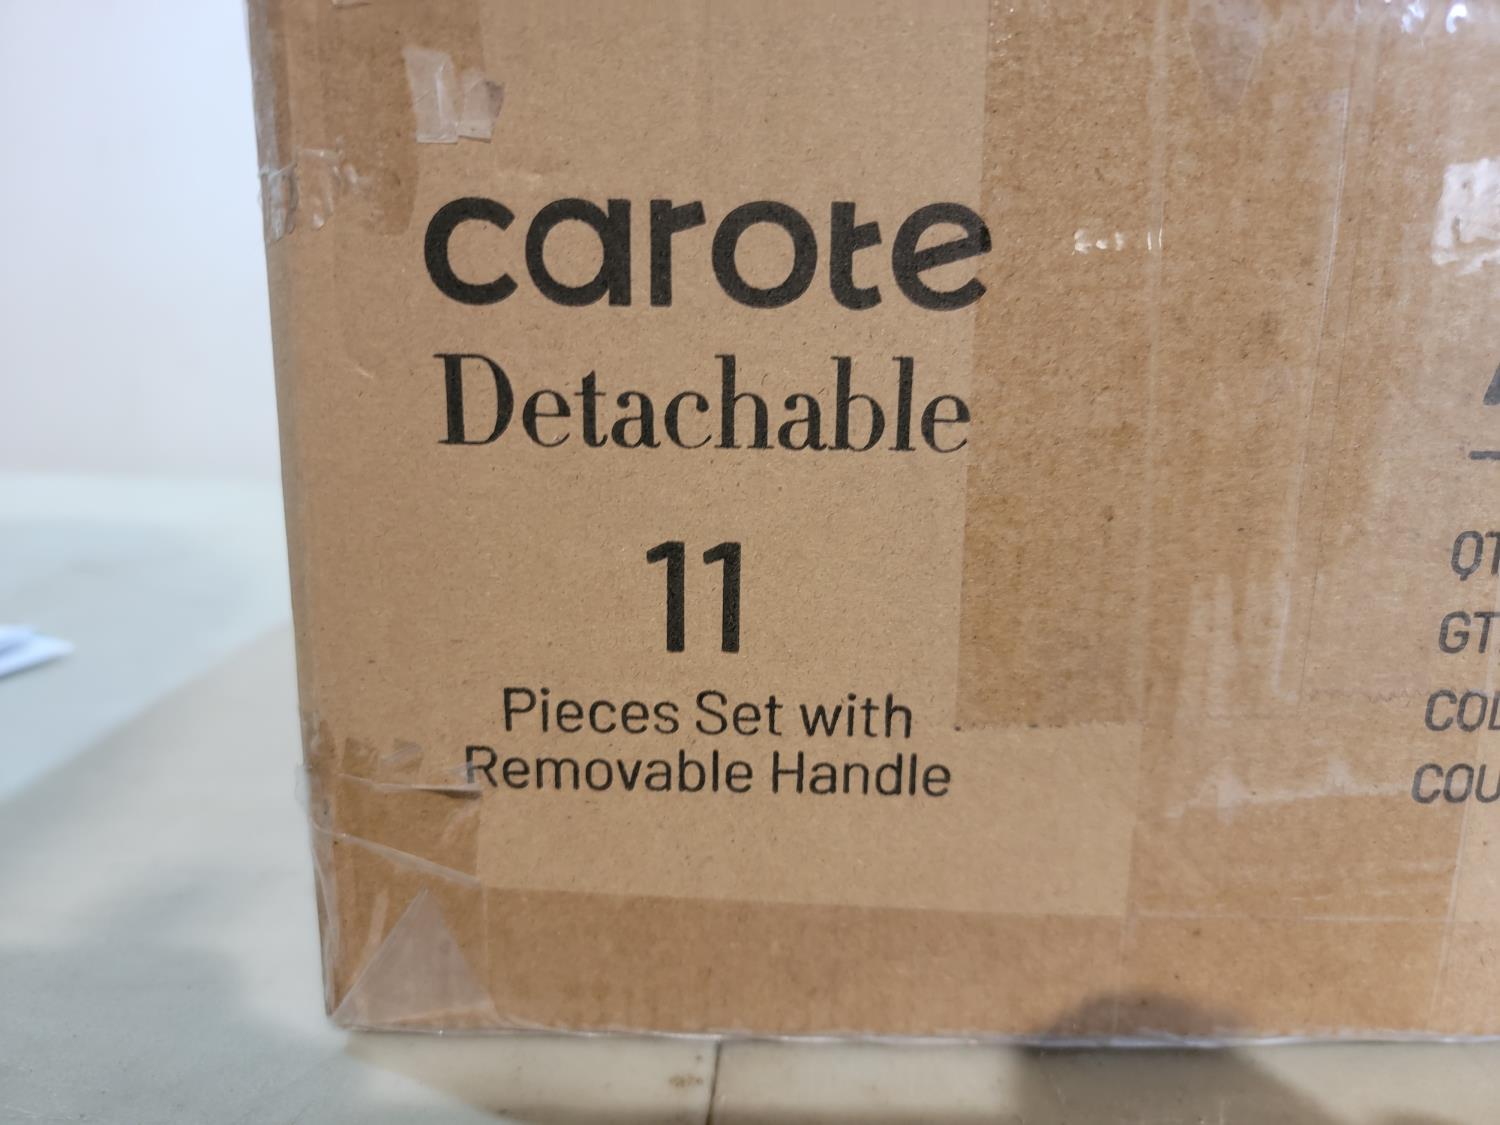 carote
Detachable
11
Pieces Set with
Removable Handle